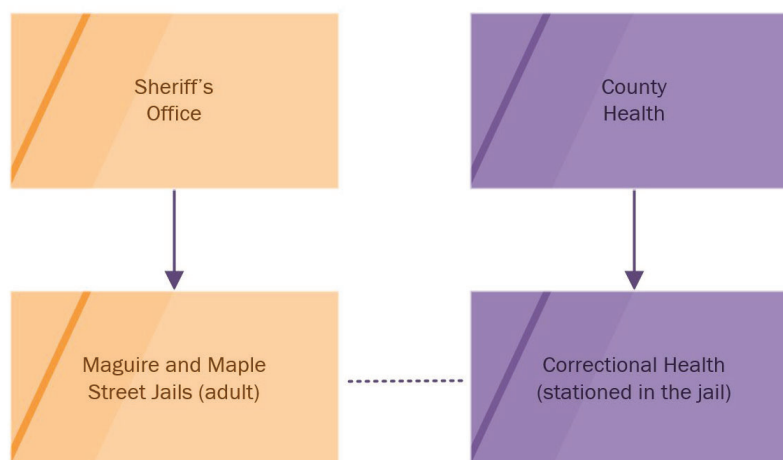 Sheriff's
Office
County
Health
Maguire and Maple
Street Jails (adult)
Correctional Health
(stationed in the jail)